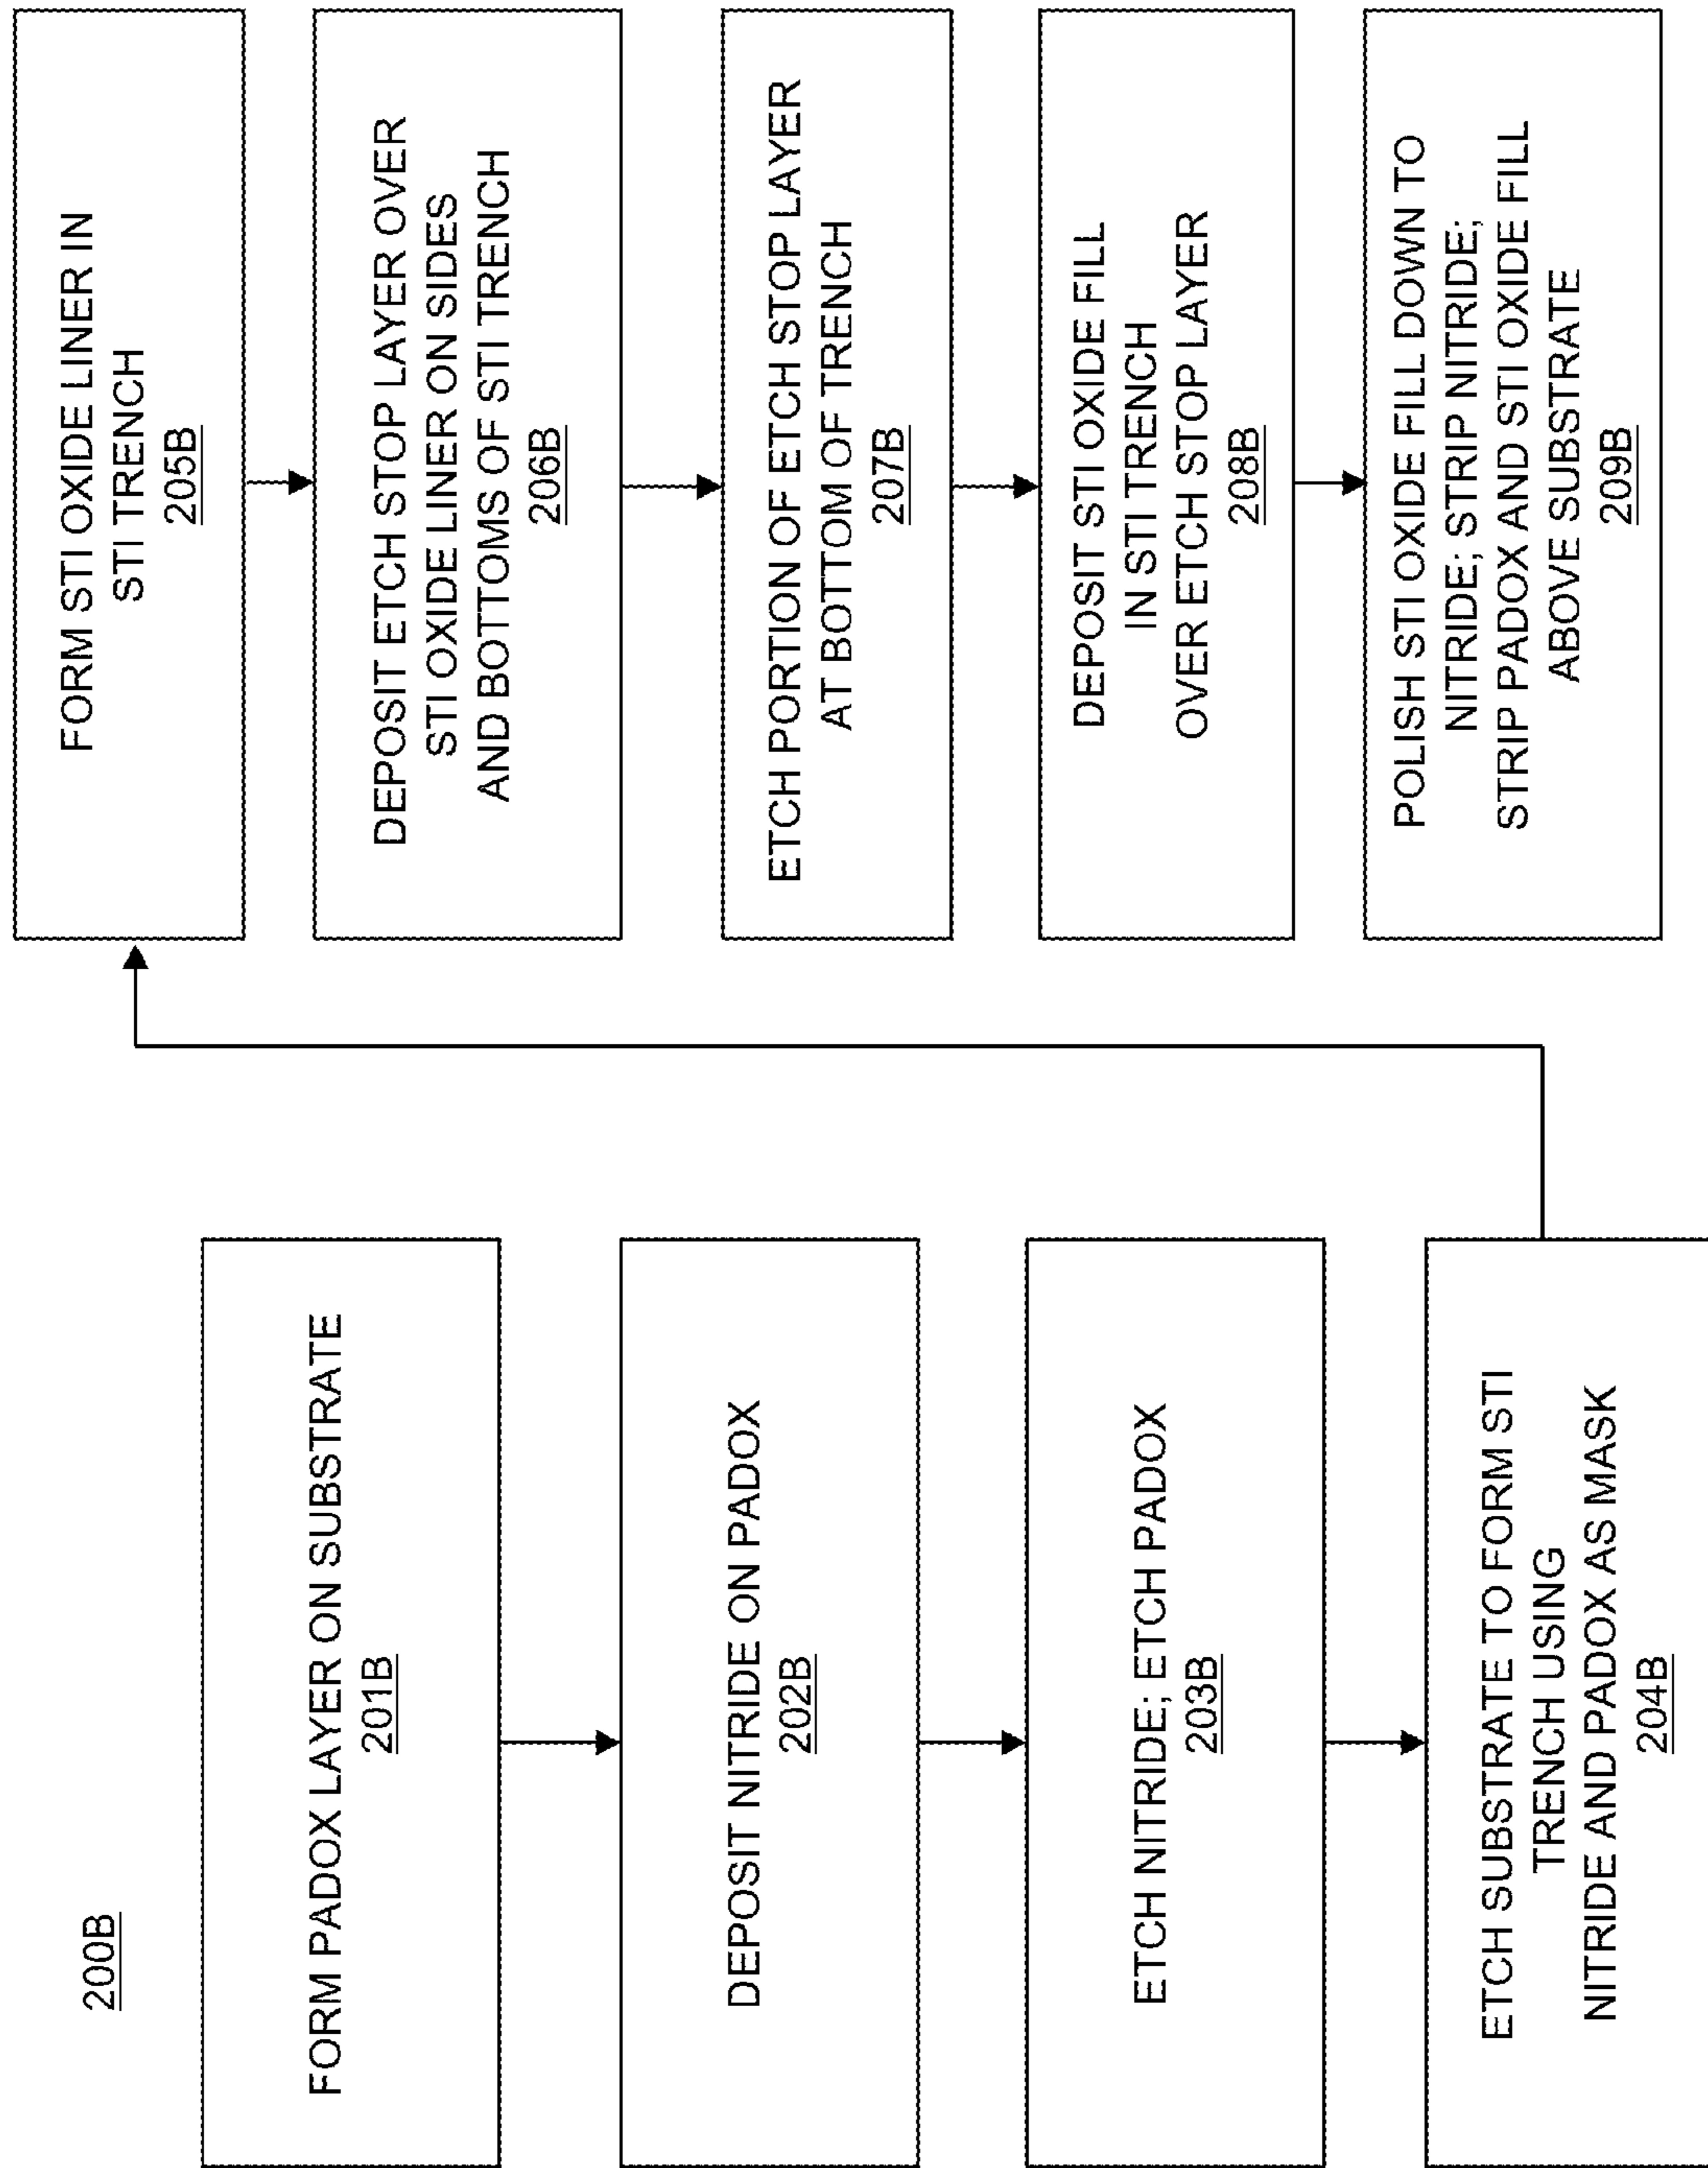 200B
FORM PADOX LAYER ON SUBSTRATE
201B
DEPOSIT NITRIDE ON PADOX
202B
ETCH NITRIDE; ETCH PADOX
203B
ETCH SUBSTRATE TO FORM STI
TRENCH USING
NITRIDE AND PADOX AS MASK
204B
FORM STI OXIDE LINER IN
STI TRENCH
205B
DEPOSIT ETCH STOP LAYER OVER
STI OXIDE LINER ON SIDES
AND BOTTOMS OF STI TRENCH
206B
ETCH PORTION OF ETCH STOP LAYER
AT BOTTOM OF TRENCH
207B
DEPOSIT STI OXIDE FILL
IN STI TRENCH
OVER ETCH STOP LAYER
208B
POLISH STI OXIDE FILL DOWN TO
NITRIDE; STRIP NITRIDE;
STRIP PADOX AND STI OXIDE FILL
ABOVE SUBSTRATE
209B